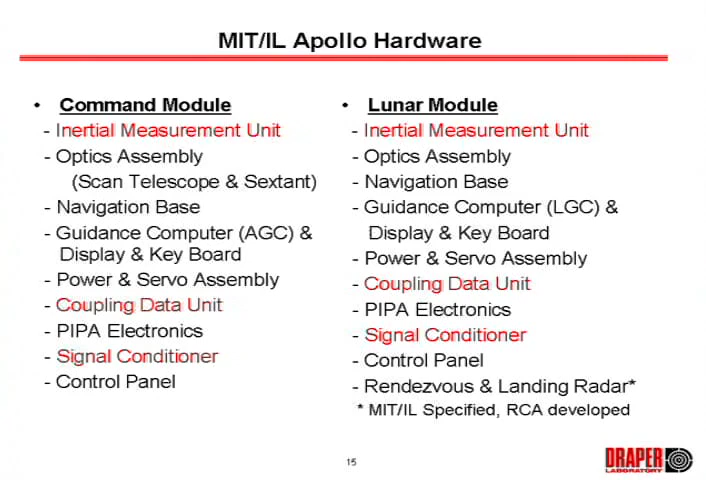 MIT/IL Apollo Hardware
• Command Module
- Inertial Measurement Unit
- Optics Assembly
(Scan Telescope & Sextant)
- Navigation Base
- Guidance Computer (AGC) &
Display & Key Board
- Power & Servo Assembly
- Coupling Data Unit
- PIPA Electronics
- Signal Conditioner
- Control Panel
• Lunar Module
- Inertial Measurement Unit
- Optics Assembly
- Navigation Base
- Guidance Computer (LGC) &
Display & Key Board
- Power & Servo Assembly
- Coupling Data Unit
- PIPA Electronics
- Signal Conditioner
- Control Panel
- Rendezvous & Landing Radar*
* MIT/IL Specified, RCA developed
15
DRAPER
LABORATORY